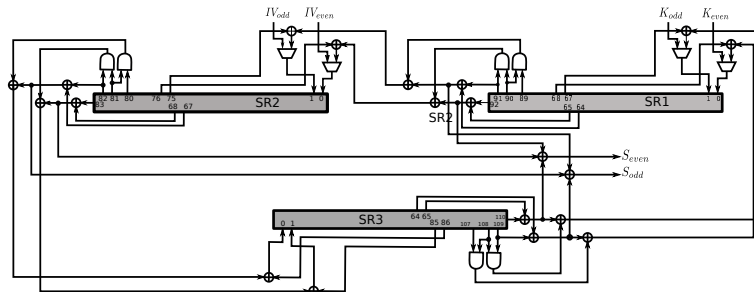 IV_odd IV_even K_odd K_even
82 81 80 76 75 1 0 91 90 89 68 67 1 0
83 SR2 92 SR1
68 67 65 64
SR2
S_even
S_odd
64 65 110
0 1 SR3 85 86 107 108 109